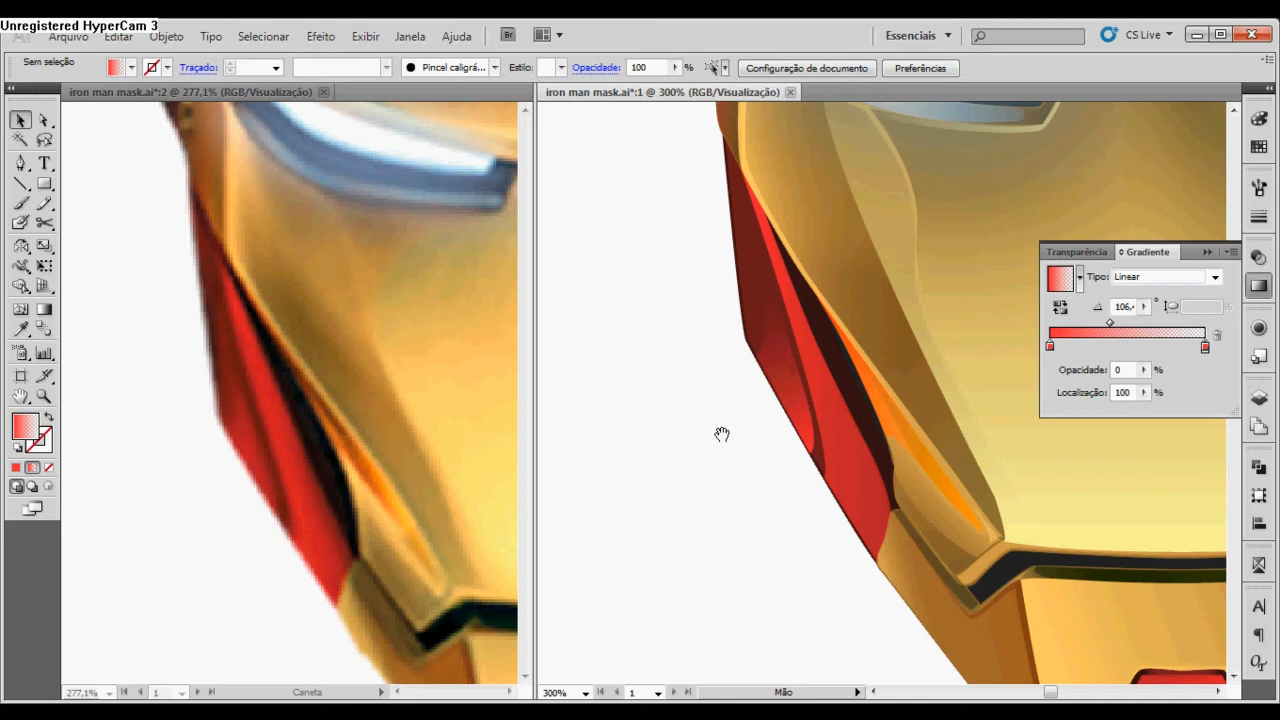 Unregistered HyperCam 3
Arquivo Editar Objeto Tipo Selecionar Efeito Exibir Janela Ajuda Br Essenciais CS Live
Sem seleção Traçado: Pincel caligrá... Estilo: Opacidade: 100 % Configuração de documento Preferências
iron man mask.ai*:2 @ 277,1% (RGB/Visualização) iron man mask.ai*:1 @ 300% (RGB/Visualização)
Transparência Gradiente
Tipo: Linear
106,4 ° %
Opacidade: 0 %
Localização: 100 %
277,1% 1 Caneta 300% 1 Mão